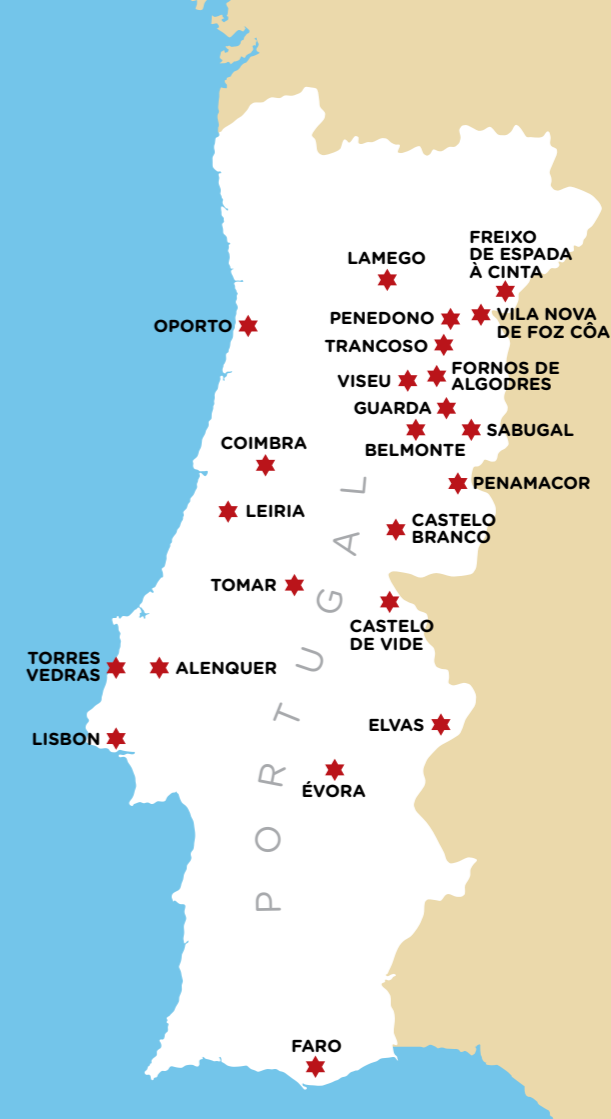 FREIXO
DE ESPADA
À CINTA
LAMEGO
OPORTO
PENEDONO
VILA NOVA
DE FOZ CÔA
TRANCOSO
FORNOS DE
ALGODRES
VISEU
GUARDA
SABUGAL
BELMONTE
COIMBRA
PENAMACOR
LEIRIA
CASTELO
BRANCO
TOMAR
CASTELO
DE VIDE
TORRES
VEDRAS
ALENQUER
ELVAS
LISBON
ÉVORA
PORTUGAL
FARO